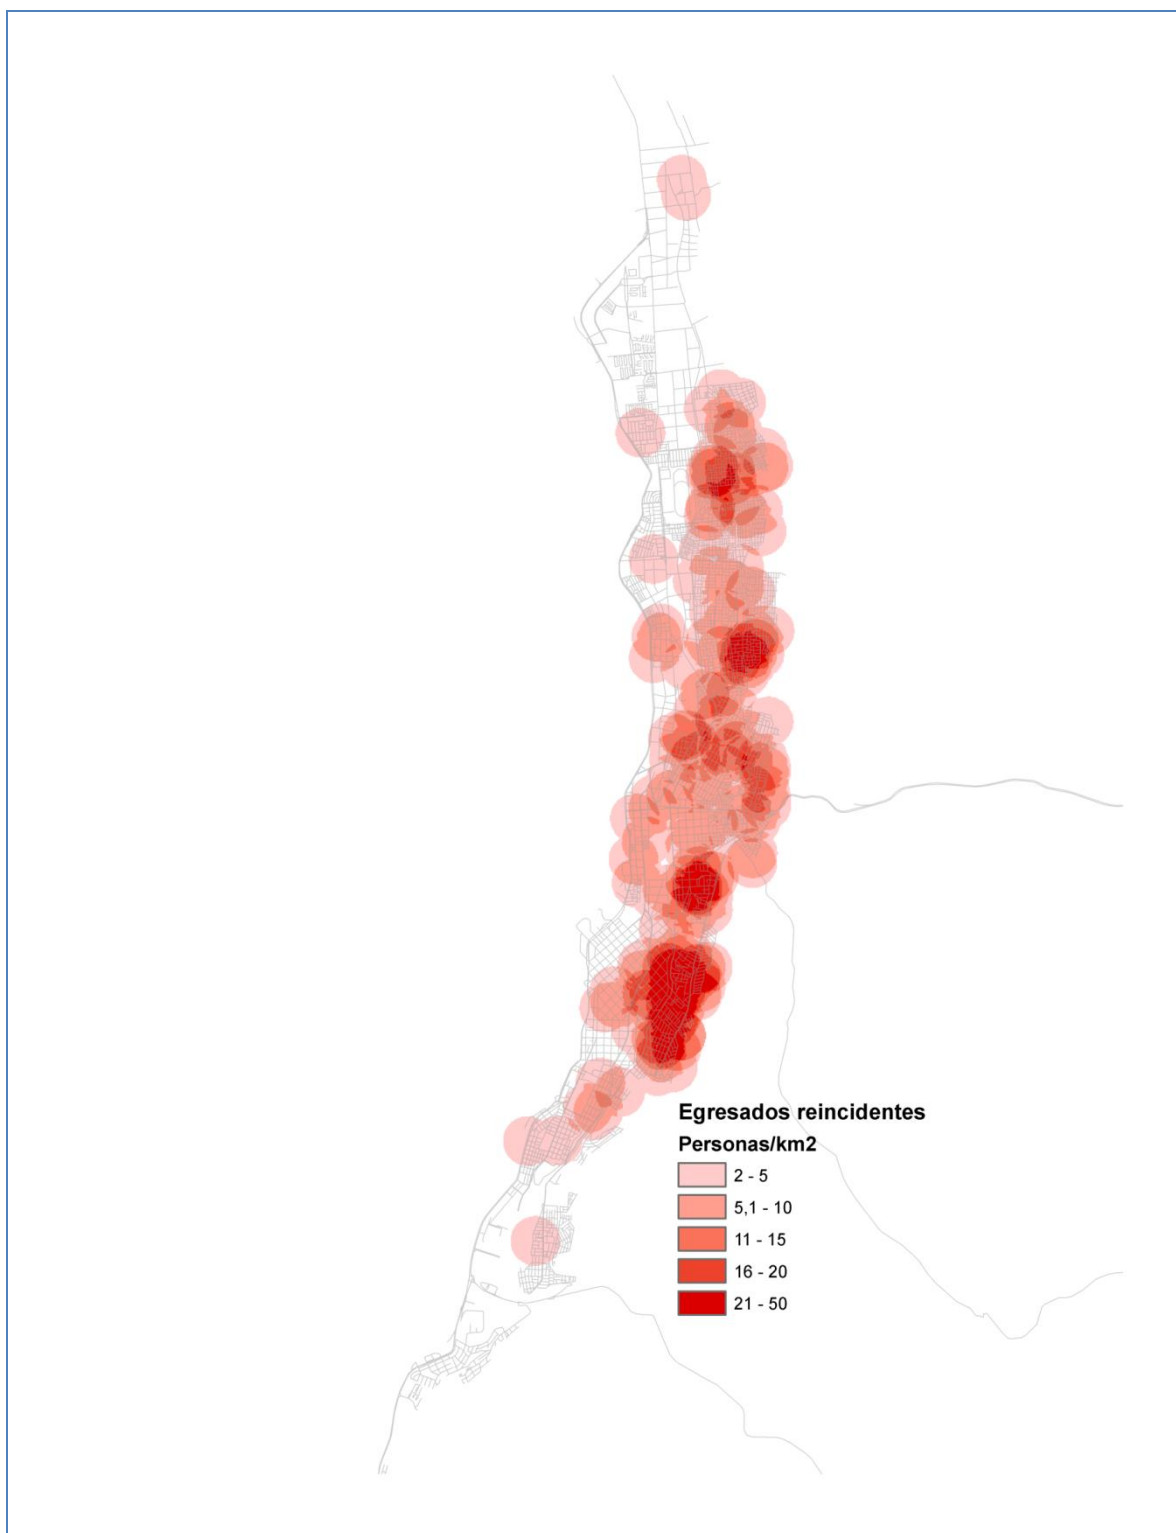 Egresados reincidentes
Personas/km2
2 - 5
5,1 - 10
11 - 15
16 - 20
21 - 50